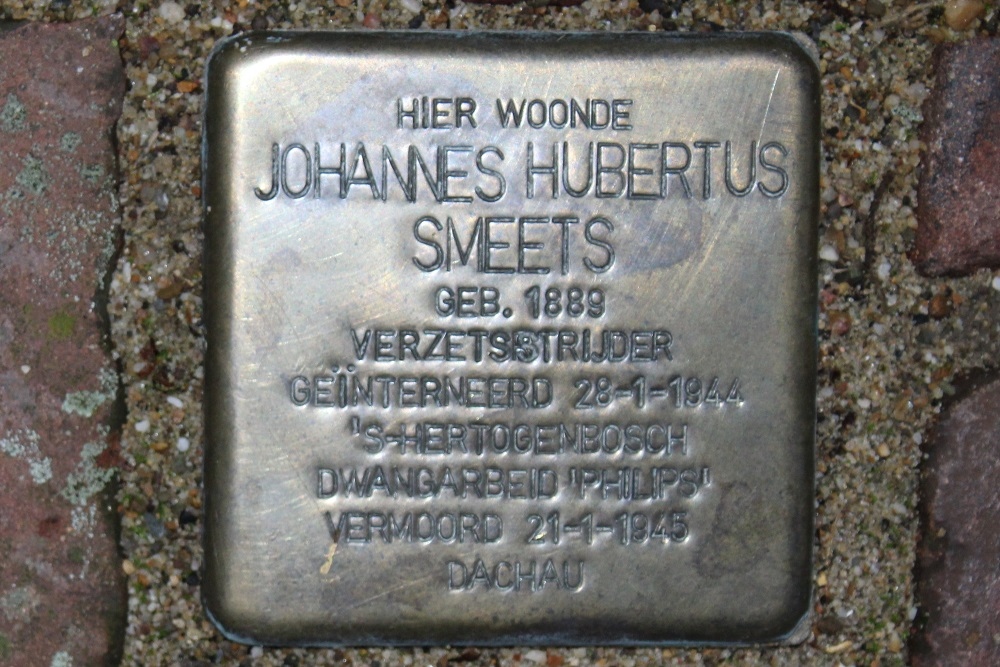 HIER WOONDE
JOHANNES HUBERTUS
SMEETS
GEB. 1889
VERZETSSTRIJDER
GEÏNTERNEERD 28-1-1944
'S-HERTOGENBOSCH
DWANGARBEID 'PHILIPS'
VERMOORD 21-1-1945
DACHAU